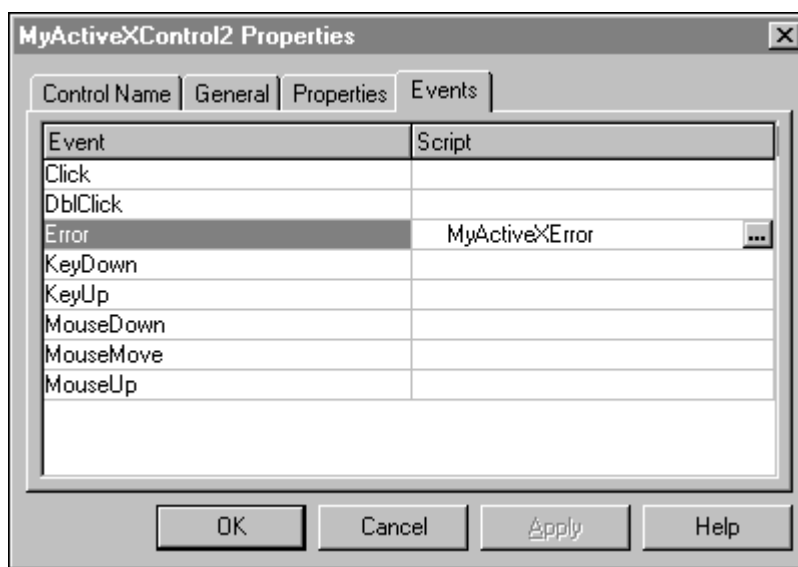 MyActiveXControl2 Properties
Control Name General Properties Events
Event Script
Click
DblClick
Error MyActiveXError ...
KeyDown
KeyUp
MouseDown
MouseMove
MouseUp
OK Cancel Apply Help